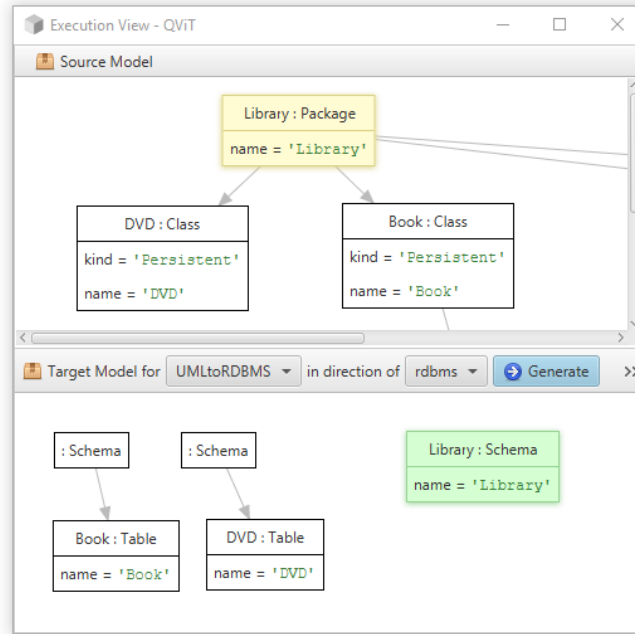 Execution View - QViT
Source Model
Library : Package
name = 'Library'
DVD : Class
kind = 'Persistent'
name = 'DVD'
Book : Class
kind = 'Persistent'
name = 'Book'
Target Model for UMLtoRDBMS in direction of rdbms Generate
: Schema
: Schema
Library : Schema
name = 'Library'
Book : Table
name = 'Book'
DVD : Table
name = 'DVD'